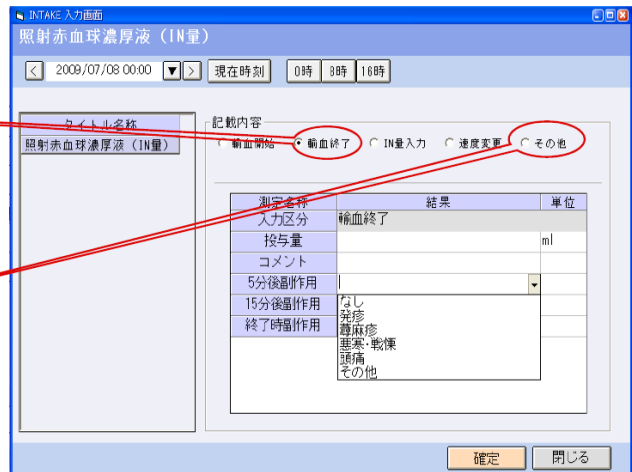 INTAKE 入力画面
照射赤血球濃厚液（IN量）
< 2009/07/08 00:00 ▼ > 現在時刻 0時 8時 16時
タイトル名称
照射赤血球濃厚液（IN量）
記載内容
輸血開始 輸血終了 IN量入力 速度変更 その他
測定名称 結果 単位
入力区分 輸血終了
投与量 ml
コメント
5分後副作用
15分後副作用
終了時副作用
なし
発疹
蕁麻疹
悪寒・戦慄
頭痛
その他
確定 閉じる